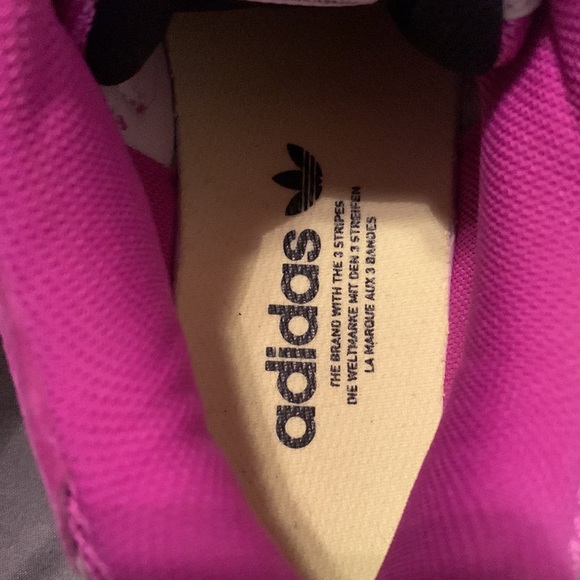 adidas
THE BRAND WITH THE 3 STRIPES
DIE WELTMARKE MIT DEN 3 STREIFEN
LA MARQUE AUX 3 BANDES